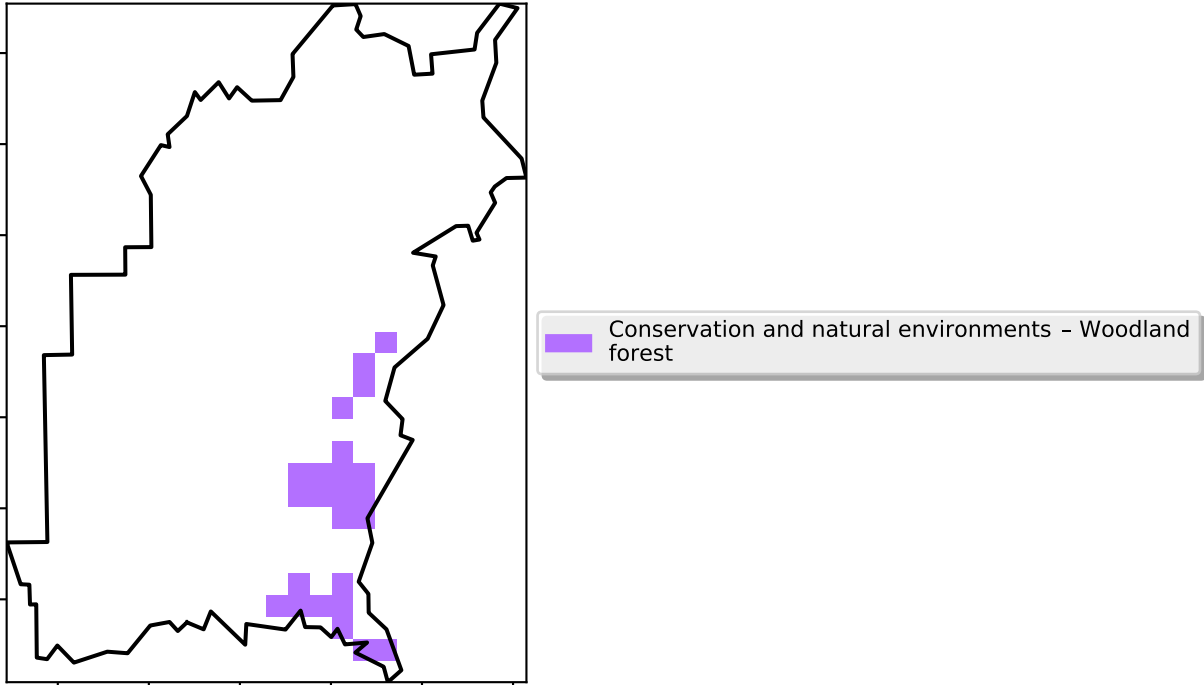 Conservation and natural environments – Woodland
forest